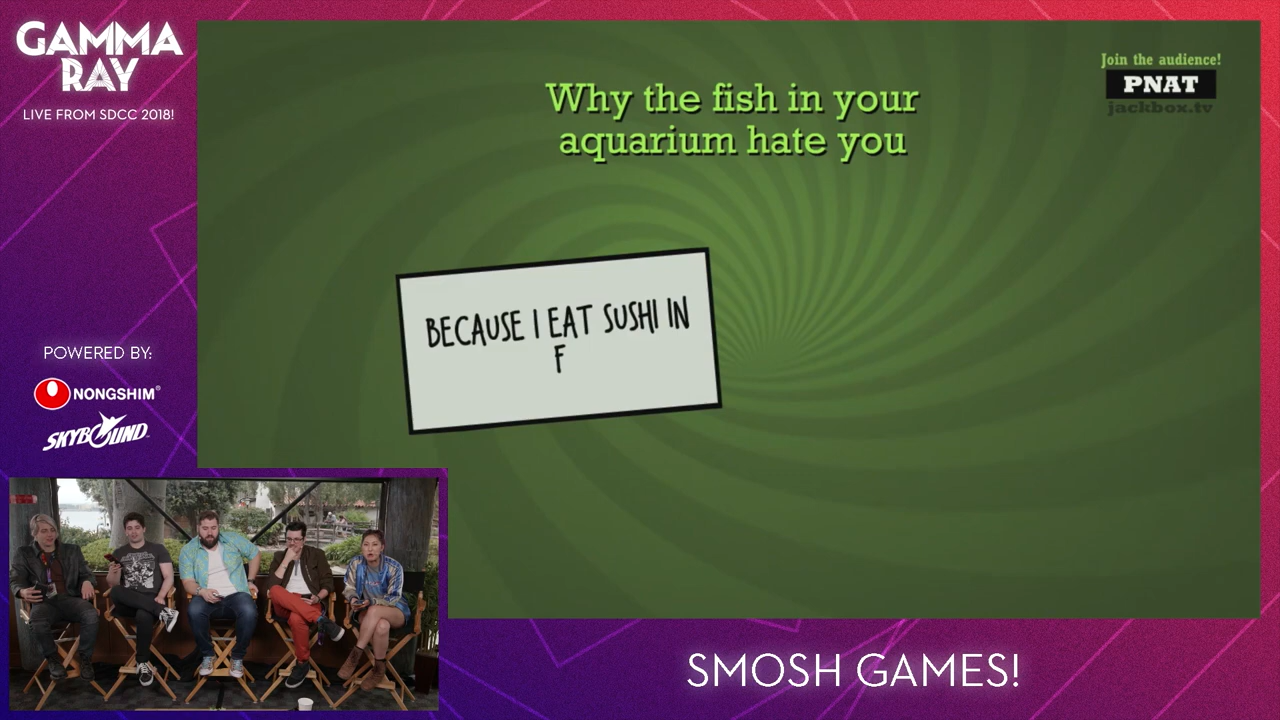 GAMMA
RAY
LIVE FROM SDCC 2018!
Why the fish in your
aquarium hate you
Join the audience!
PNAT
jackbox.tv
BECAUSE I EAT SUSHI IN
F
POWERED BY:
NONGSHIM®
SKYBOUND
SMOSH GAMES!